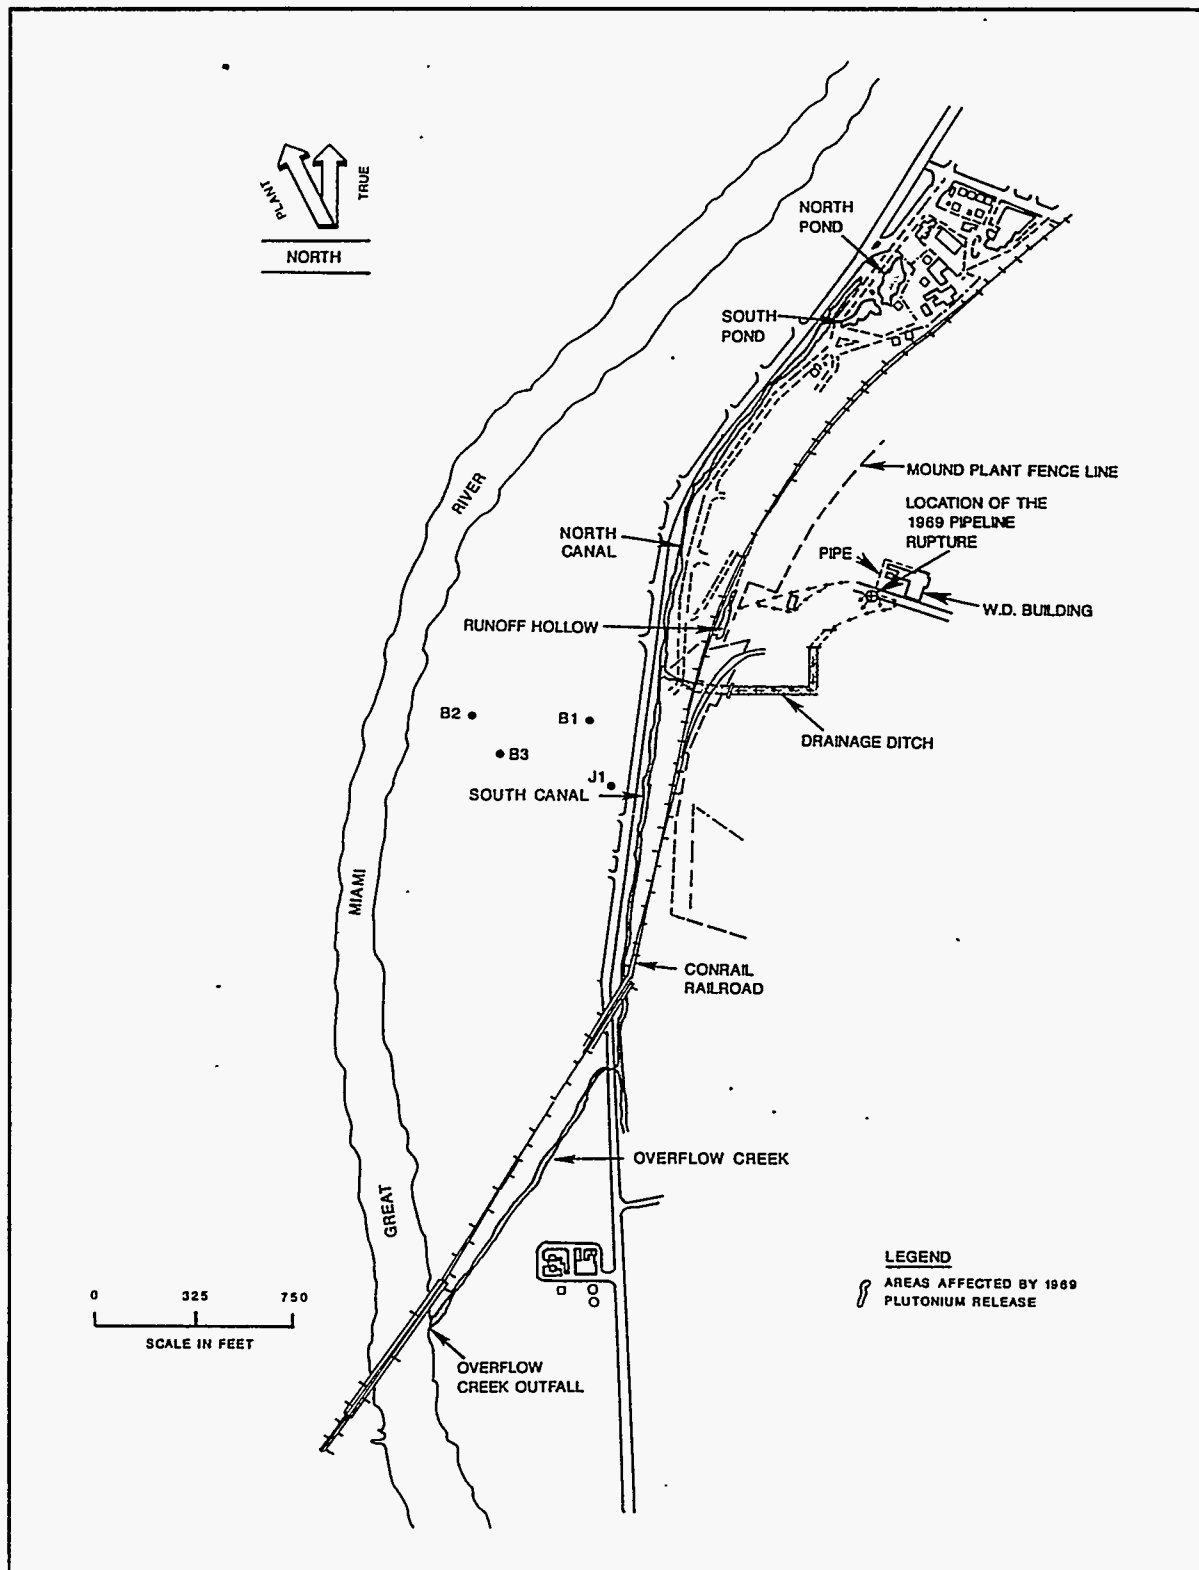 PLANT
TRUE
NORTH
NORTH
POND
SOUTH
POND
RIVER
MOUND PLANT FENCE LINE
LOCATION OF THE
1969 PIPELINE
RUPTURE
NORTH
CANAL
PIPE
W.D. BUILDING
RUNOFF HOLLOW
B2
B1
B3
DRAINAGE DITCH
J1
SOUTH CANAL
MIAMI
CONRAIL
RAILROAD
OVERFLOW CREEK
GREAT
LEGEND
AREAS AFFECTED BY 1969
PLUTONIUM RELEASE
0 325 750
SCALE IN FEET
OVERFLOW
CREEK OUTFALL